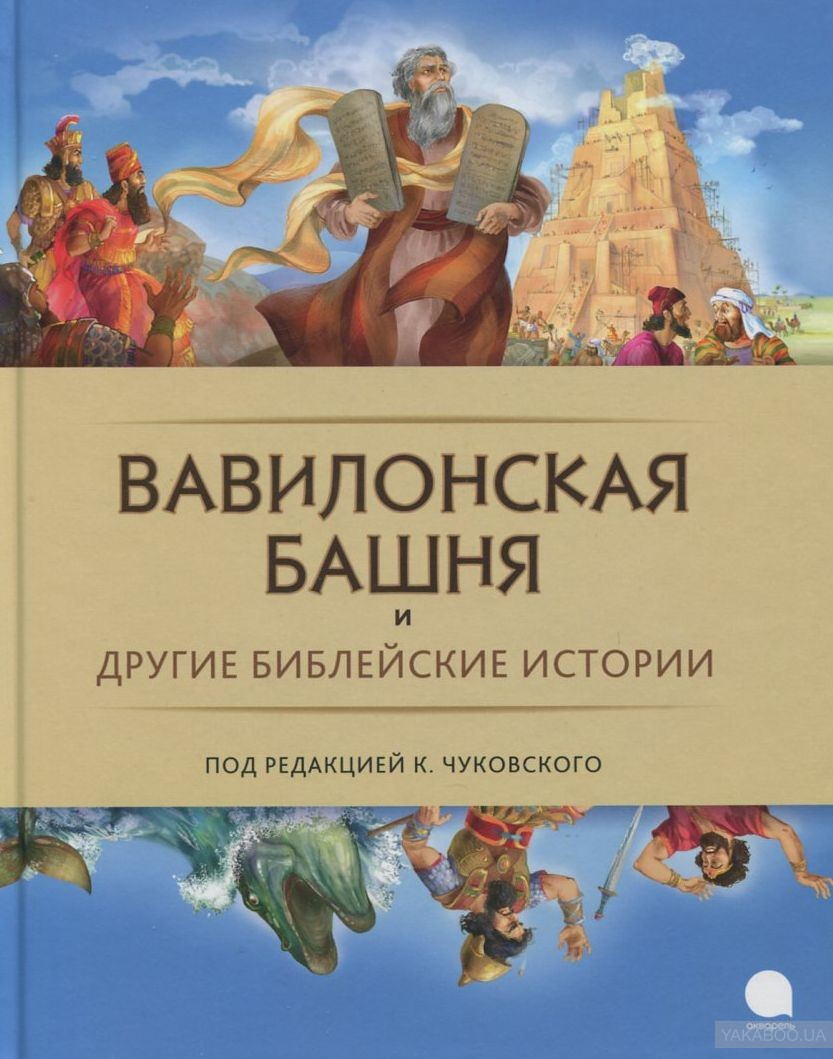 ВАВИЛОНСКАЯ
БАШНЯ
и
ДРУГИЕ БИБЛЕЙСКИЕ ИСТОРИИ
ПОД РЕДАКЦИЕЙ К. ЧУКОВСКОГО
акварель
YAKABOO.UA